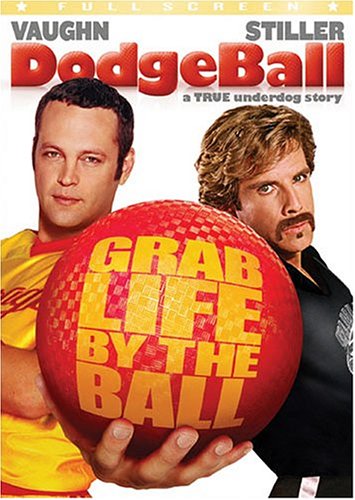 FULL SCREEN
VAUGHN STILLER
DodgeBall
a TRUE underdog story
GRAB
LIFE
BY THE
BALL